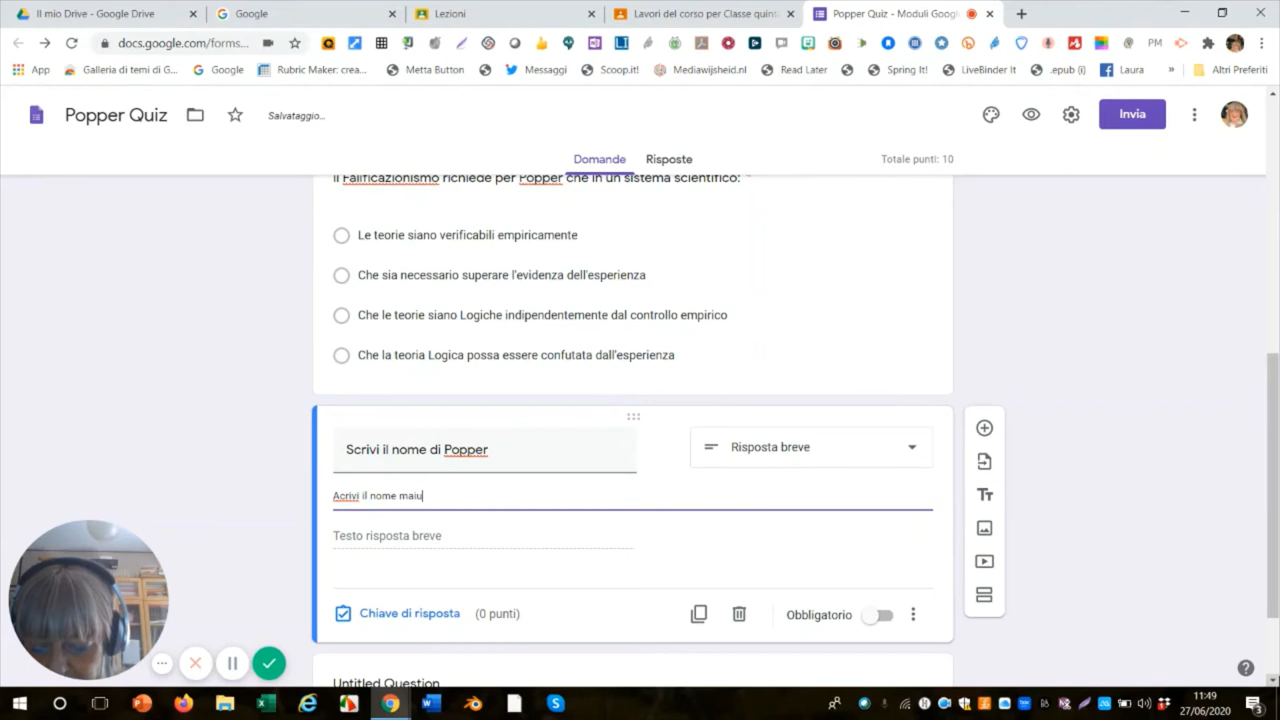 Il mio Drive - Google Drive
Google
Lezioni
Lavori del corso per Classe quint
Popper Quiz - Moduli Goog
docs.google.com/forms...
PM
App
Galleria di temi di G...
Google
Rubric Maker: crea...
Metta Button
Messaggi
Scoop.it!
Mediawijsheid.nl
Read Later
Spring It!
LiveBinder It
.epub (i)
Laura
»
Altri Preferiti
Popper Quiz
Salvataggio...
Invia
Domande
Risposte
Totale punti: 10
Il Falificazionismo richiede per Popper che in un sistema scientifico:
Le teorie siano verificabili empiricamente
Che sia necessario superare l'evidenza dell'esperienza
Che le teorie siano Logiche indipendentemente dal controllo empirico
Che la teoria Logica possa essere confutata dall'esperienza
Scrivi il nome di Popper
Risposta breve
Acrivi il nome maiu
Testo risposta breve
Chiave di risposta
(0 punti)
Obbligatorio
Untitled Question
11:49
27/06/2020